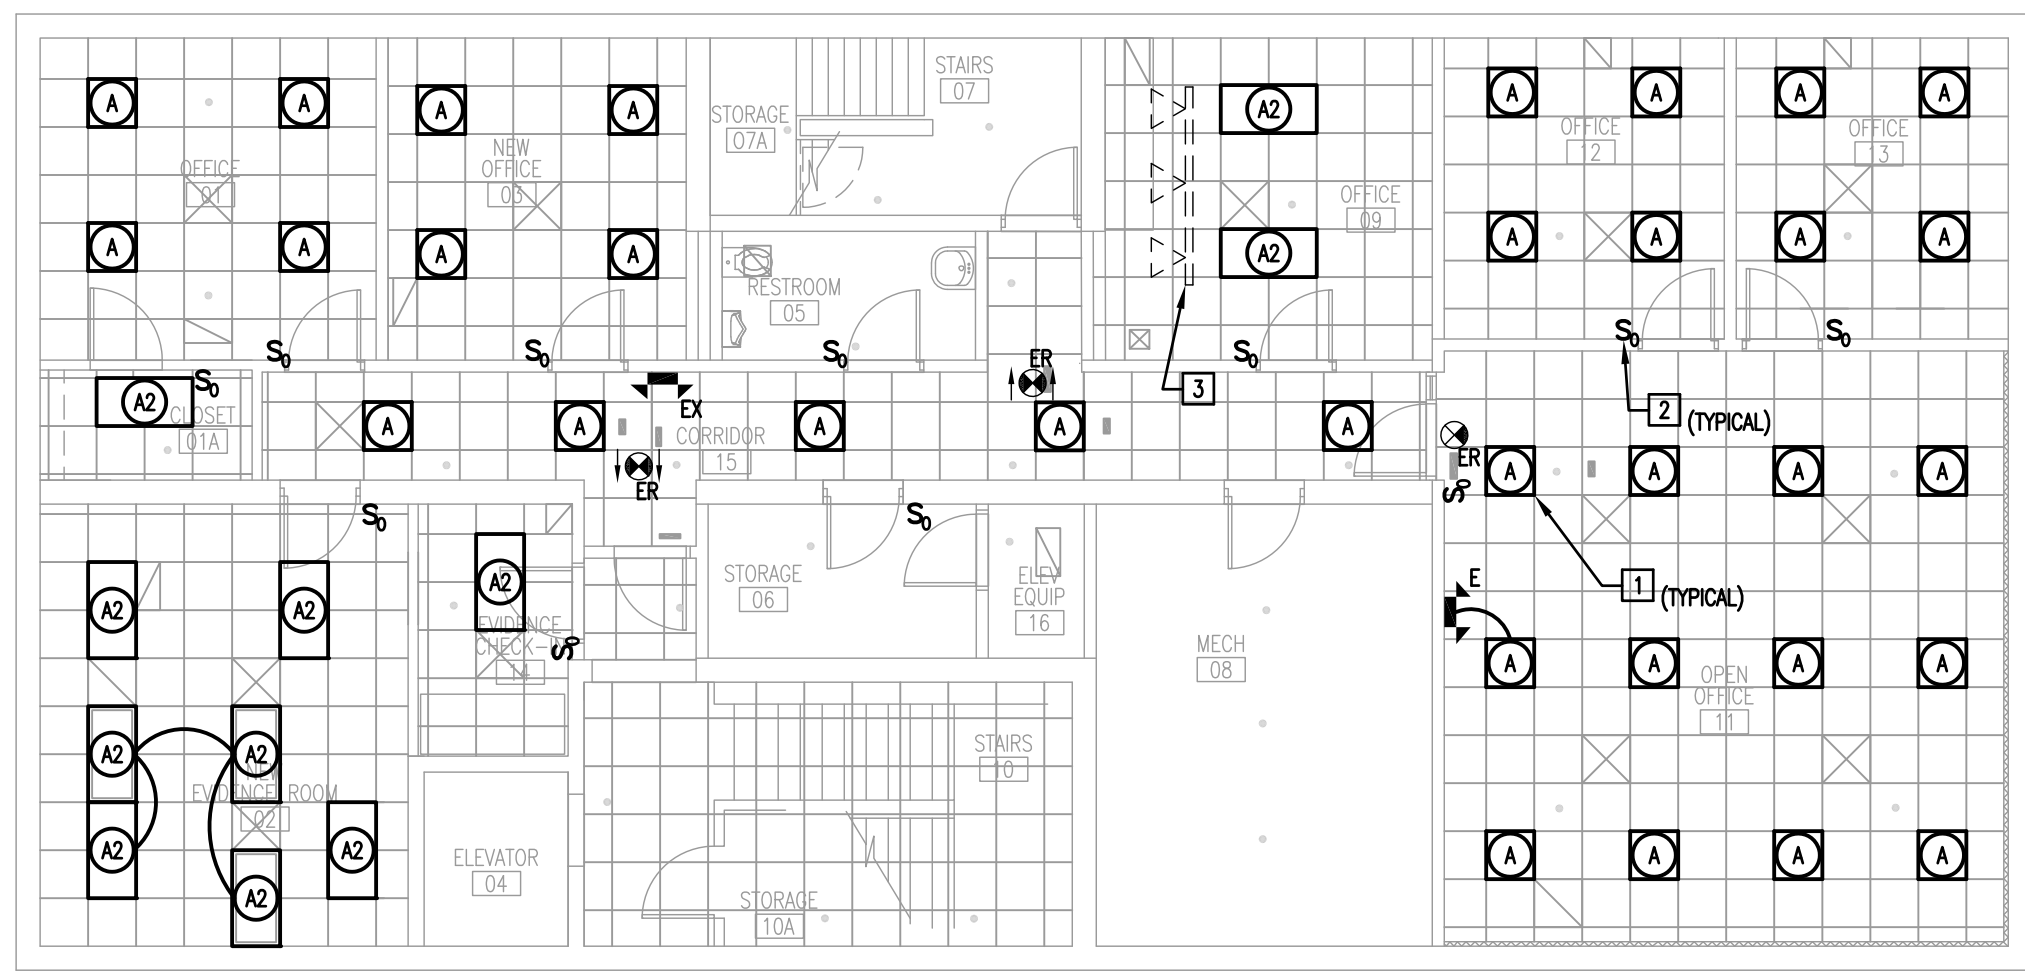 A
A
A
A
OFFICE
01
A
A
A
A
NEW
OFFICE
03
A
A
STORAGE
07A
STAIRS
07
RESTROOM
05
A2
A2
OFFICE
09
A
A
OFFICE
12
A
A
A
A
OFFICE
13
A
A
S0
S0
S0
S0
S0
S0
S0
A2
CLOSET
01A
A
A
EX
CORRIDOR
15
ER
A
ER
A
3
A
2 (TYPICAL)
ER
S0
A
A
A
A
1 (TYPICAL)
E
A
A
A
A
OPEN
OFFICE
11
A
A
A
A
S0
A2
A2
A2
A2
NEW
EVIDENCE ROOM
02
A2
A2
A2
A2
EVIDENCE
CHECK-IN
14
S0
S0
STORAGE
06
ELEV
EQUIP
16
MECH
08
STAIRS
10
ELEVATOR
04
STORAGE
10A